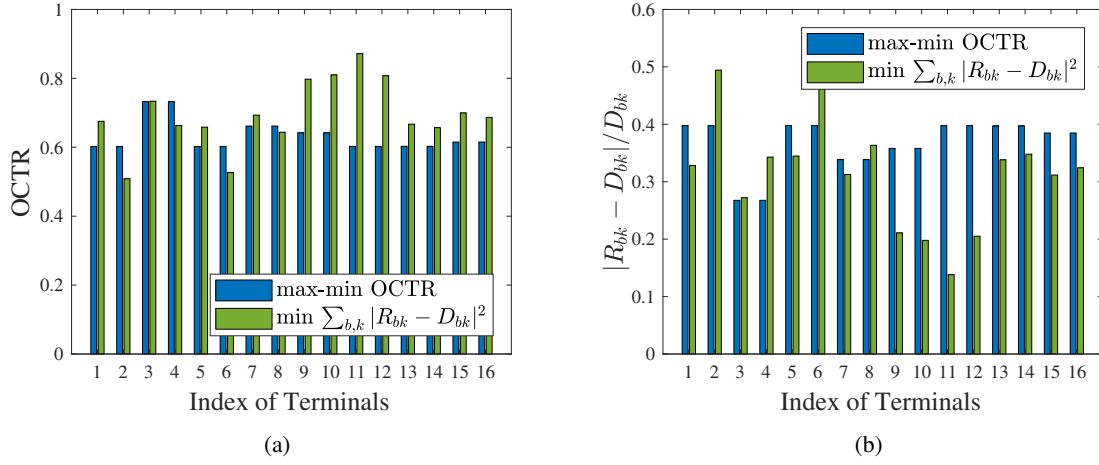 1
0.8
0.6
0.4
0.2
0
OCTR
max-min OCTR
min ∑_{b,k} |R_{bk} − D_{bk}|^2
1 2 3 4 5 6 7 8 9 10 11 12 13 14 15 16
Index of Terminals
(a)
0.6
0.5
0.4
0.3
0.2
0.1
0
|R_{bk} − D_{bk}|/D_{bk}
max-min OCTR
min ∑_{b,k} |R_{bk} − D_{bk}|^2
1 2 3 4 5 6 7 8 9 10 11 12 13 14 15 16
Index of Terminals
(b)